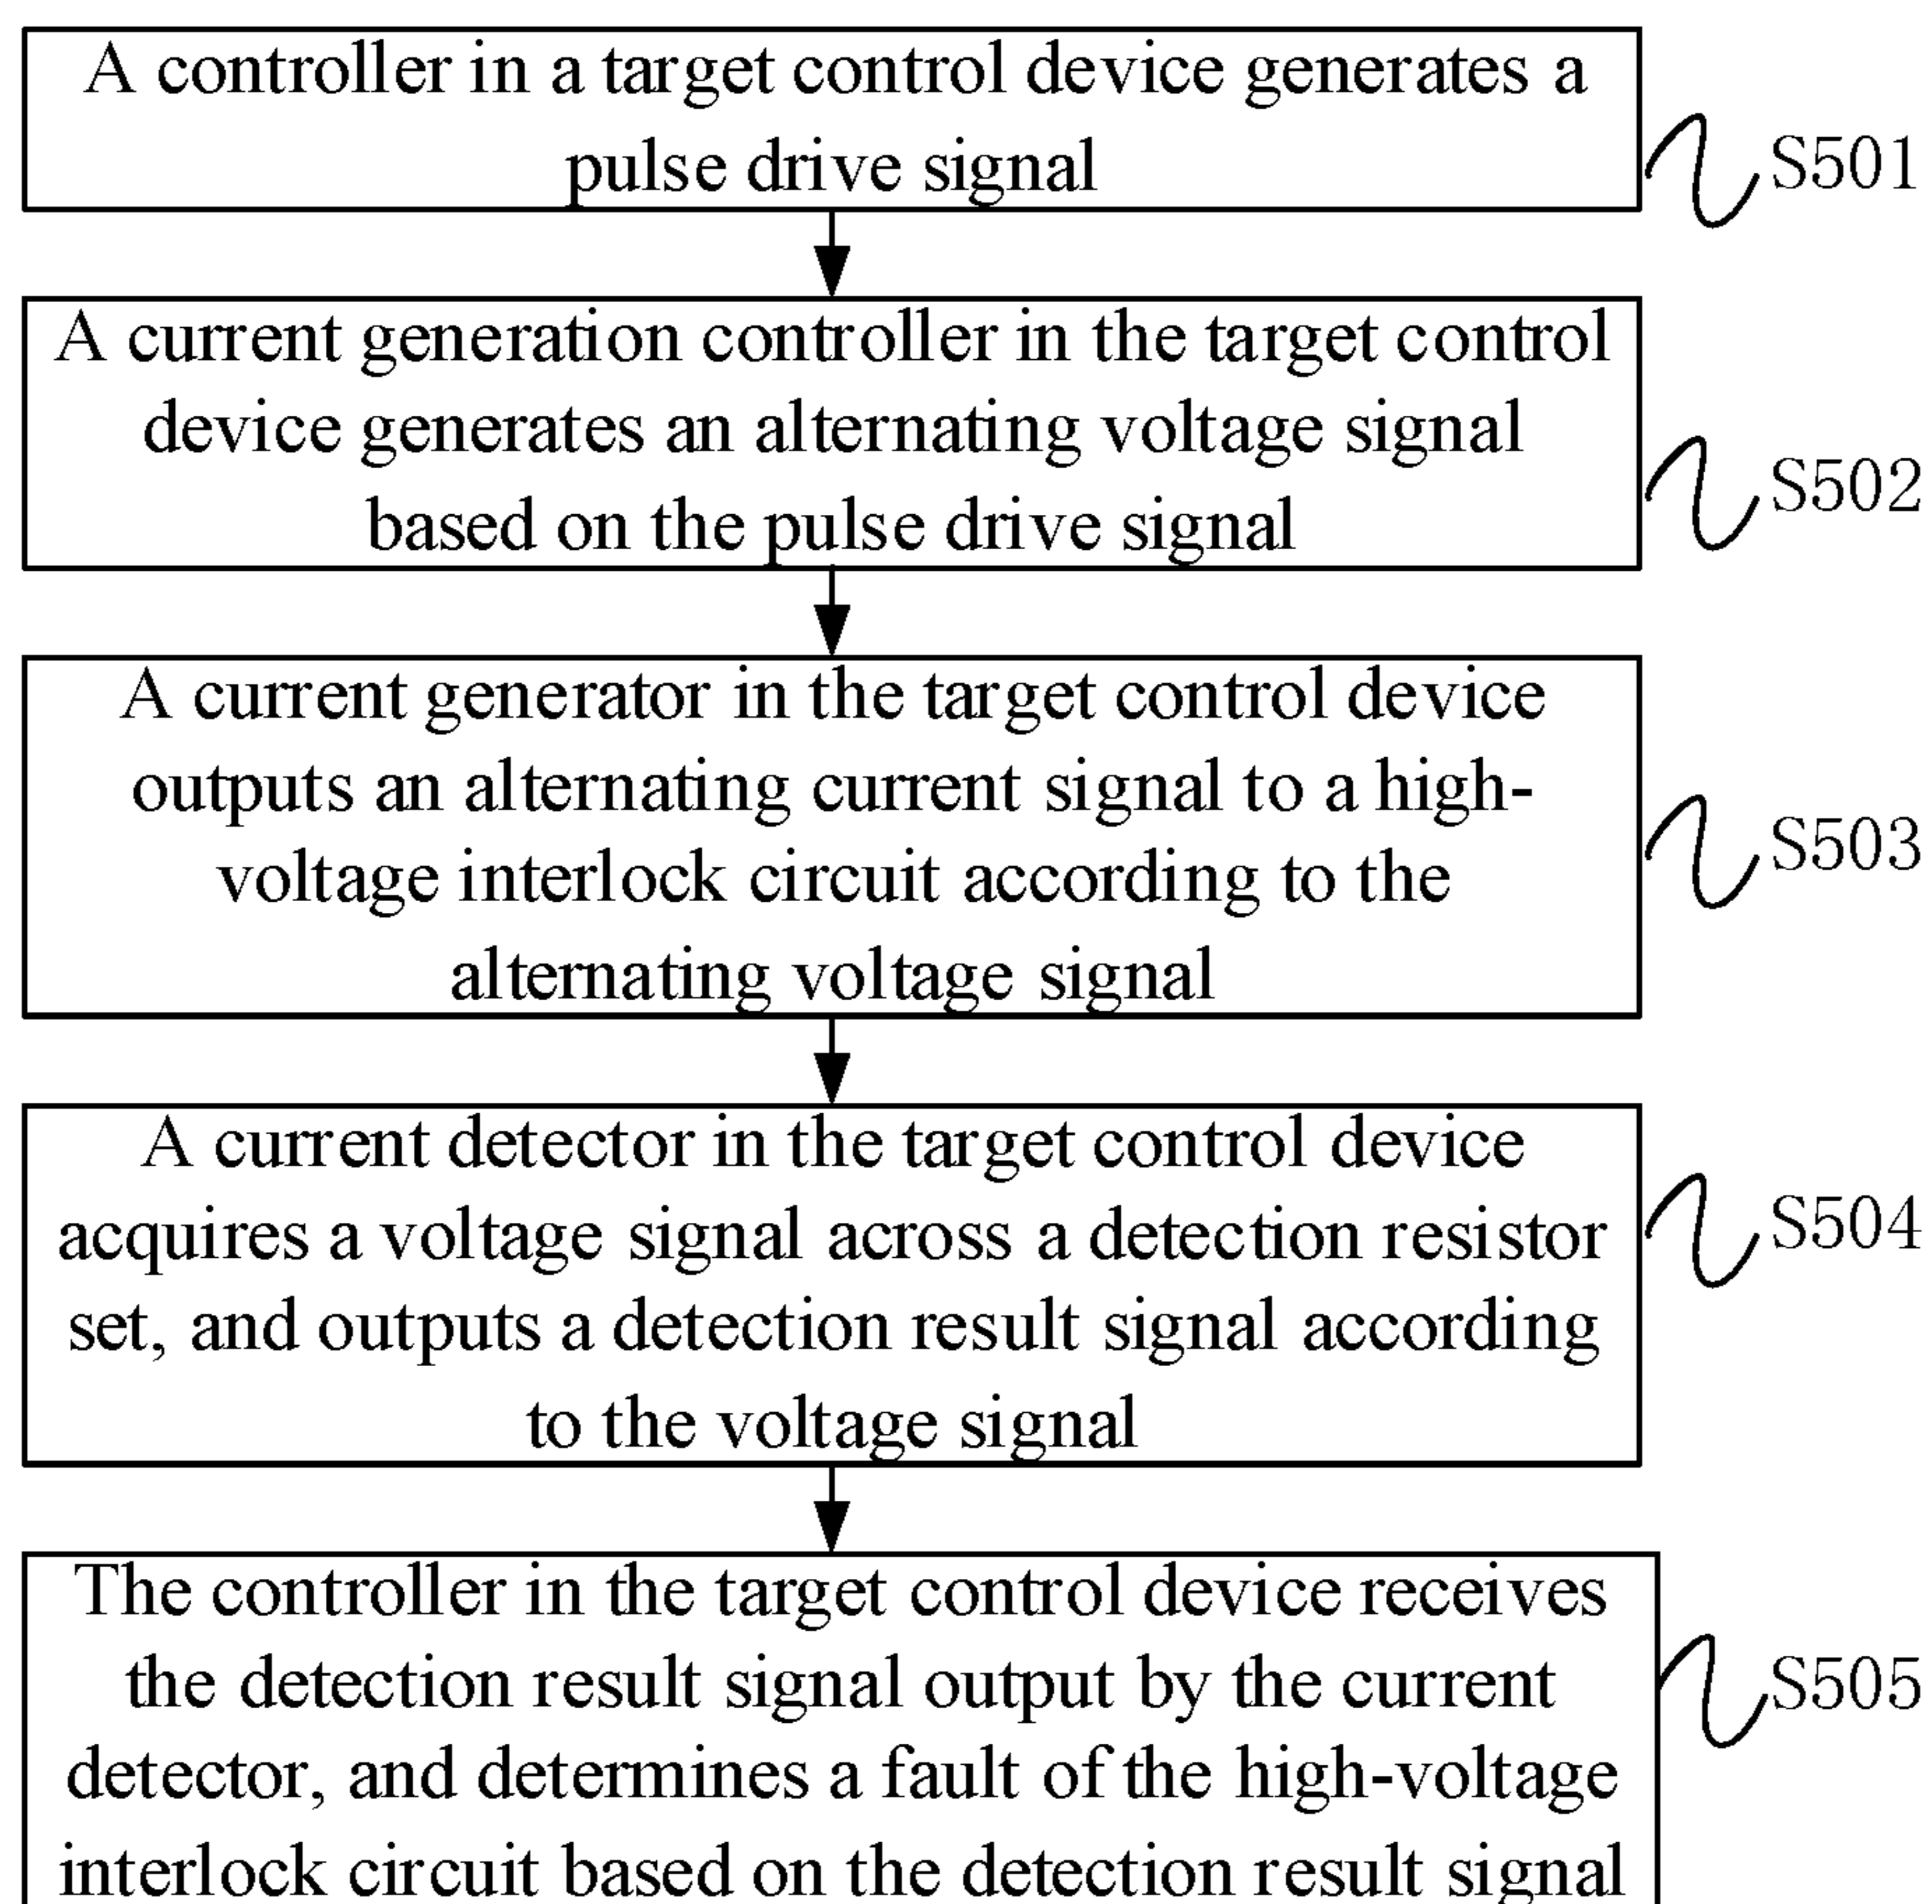 A controller in a target control device generates a
pulse drive signal
S501
A current generation controller in the target control
device generates an alternating voltage signal
based on the pulse drive signal
S502
A current generator in the target control device
outputs an alternating current signal to a high-
voltage interlock circuit according to the
alternating voltage signal
S503
A current detector in the target control device
acquires a voltage signal across a detection resistor
set, and outputs a detection result signal according
to the voltage signal
S504
The controller in the target control device receives
the detection result signal output by the current
detector, and determines a fault of the high-voltage
interlock circuit based on the detection result signal
S505